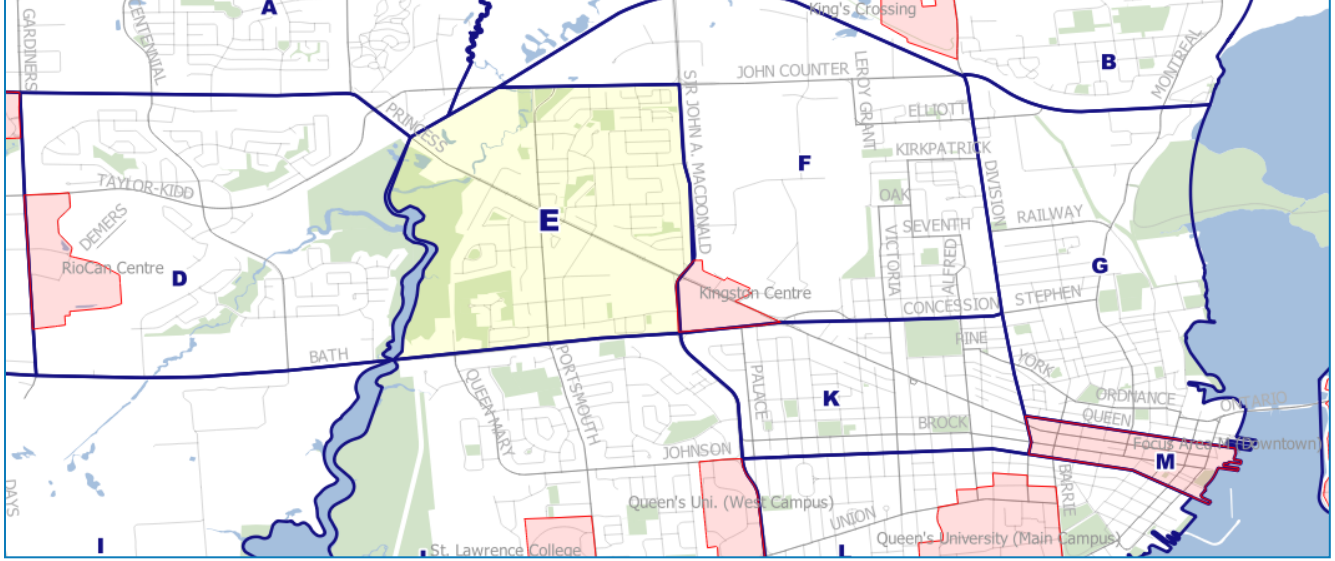 A
King's Crossing
GARDINERS
CENTENNIAL
B
MONTREAL
JOHN COUNTER
LEROY GRANT
SIR JOHN A. MACDONALD
PRINCESS
ELLIOTT
KIRKPATRICK
F
DIVISION
TAYLOR-KIDD
OAK
E
DEMERS
SEVENTH
RAILWAY
VICTORIA
ALFRED
RioCan Centre
D
G
Kingston Centre
STEPHEN
CONCESSION
PINE
BATH
YORK
PORTSMOUTH
QUEEN MARY
PALACE
K
ORDNANCE
ONTARIO
QUEEN
BROCK
Focus Area M (Downtown)
JOHNSON
M
BARRIE
DAYS
Queen's Uni. (West Campus)
UNION
Queen's University (Main Campus)
I
St. Lawrence College